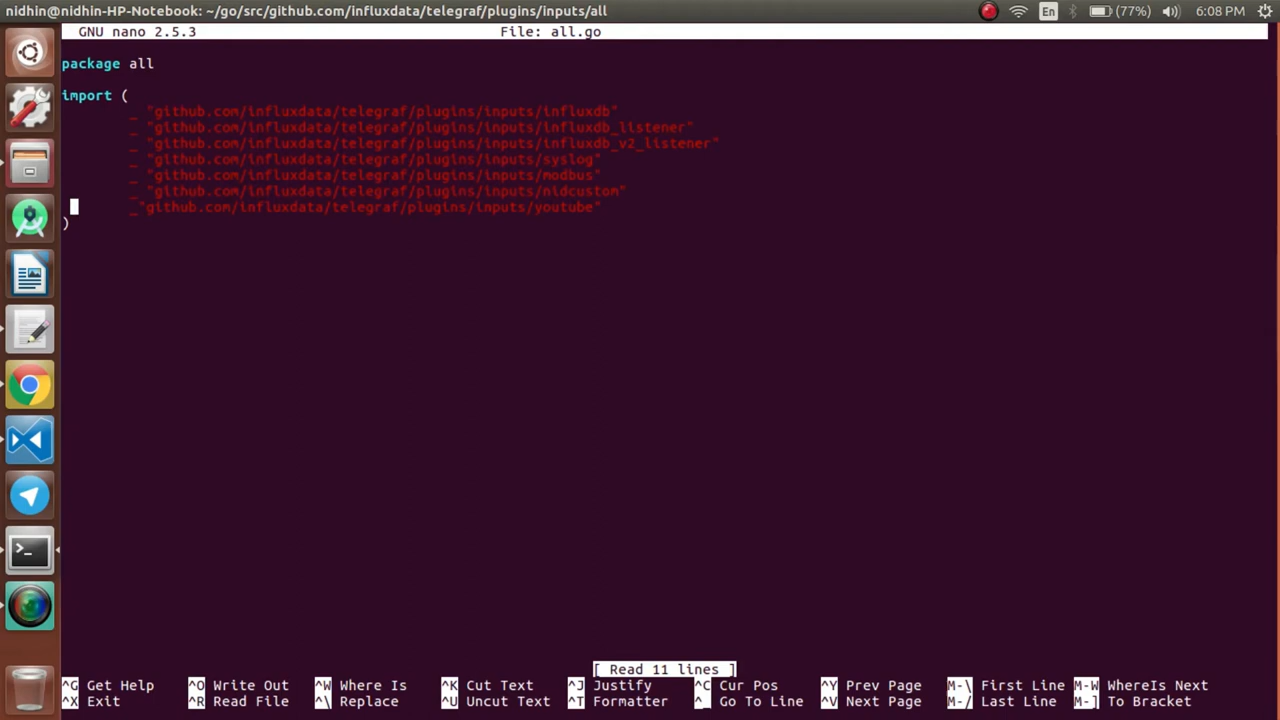 nidhin@nidhin-HP-Notebook: ~/go/src/github.com/influxdata/telegraf/plugins/inputs/all En (77%) 6:08 PM
GNU nano 2.5.3 File: all.go
package all
import (
_ "github.com/influxdata/telegraf/plugins/inputs/influxdb"
_ "github.com/influxdata/telegraf/plugins/inputs/influxdb_listener"
_ "github.com/influxdata/telegraf/plugins/inputs/influxdb_v2_listener"
_ "github.com/influxdata/telegraf/plugins/inputs/syslog"
_ "github.com/influxdata/telegraf/plugins/inputs/modbus"
_ "github.com/influxdata/telegraf/plugins/inputs/nidcustom"
_"github.com/influxdata/telegraf/plugins/inputs/youtube"
)
[ Read 11 lines ]
^G Get Help ^O Write Out ^W Where Is ^K Cut Text ^J Justify ^C Cur Pos ^Y Prev Page M-\ First Line M-W WhereIs Next
^X Exit ^R Read File ^\ Replace ^U Uncut Text ^T Formatter ^_ Go To Line ^V Next Page M-/ Last Line M-] To Bracket